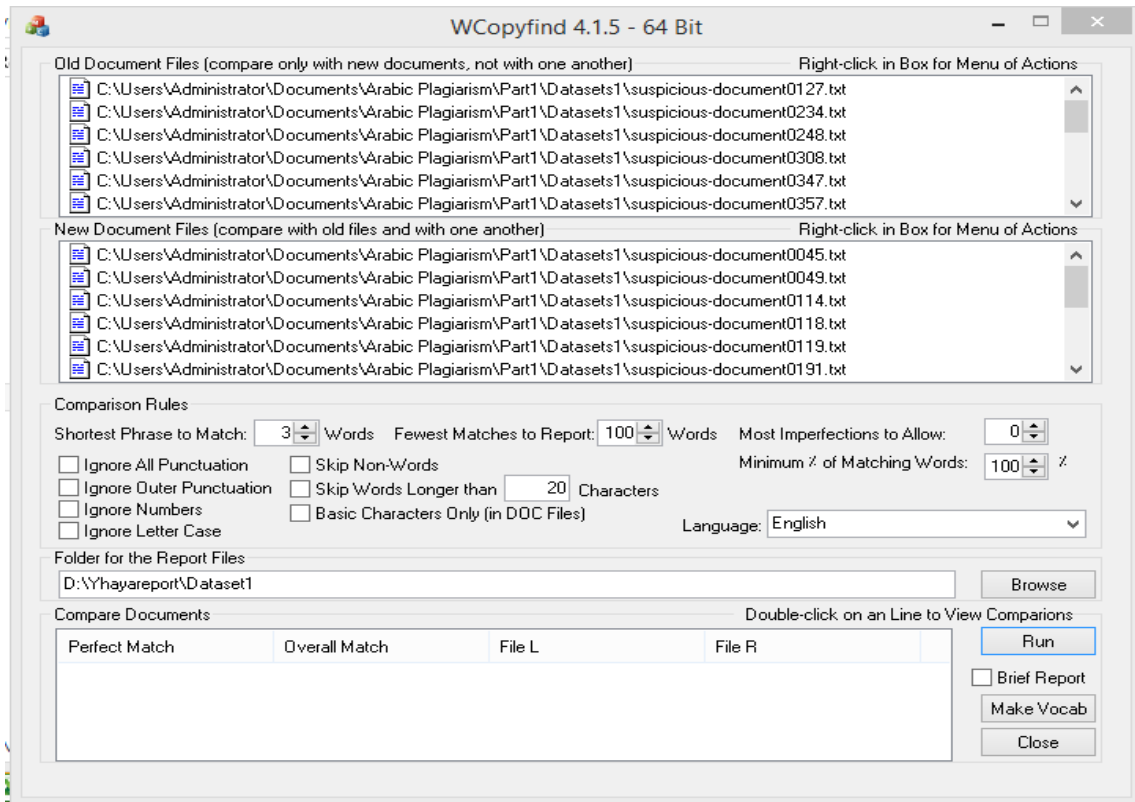 WCopyfind 4.1.5 - 64 Bit
Old Document Files (compare only with new documents, not with one another) Right-click in Box for Menu of Actions
C:\Users\Administrator\Documents\Arabic Plagiarism\Part1\Datasets1\suspicious-document0127.txt
C:\Users\Administrator\Documents\Arabic Plagiarism\Part1\Datasets1\suspicious-document0234.txt
C:\Users\Administrator\Documents\Arabic Plagiarism\Part1\Datasets1\suspicious-document0248.txt
C:\Users\Administrator\Documents\Arabic Plagiarism\Part1\Datasets1\suspicious-document0308.txt
C:\Users\Administrator\Documents\Arabic Plagiarism\Part1\Datasets1\suspicious-document0347.txt
C:\Users\Administrator\Documents\Arabic Plagiarism\Part1\Datasets1\suspicious-document0357.txt
New Document Files (compare with old files and with one another) Right-click in Box for Menu of Actions
C:\Users\Administrator\Documents\Arabic Plagiarism\Part1\Datasets1\suspicious-document0045.txt
C:\Users\Administrator\Documents\Arabic Plagiarism\Part1\Datasets1\suspicious-document0049.txt
C:\Users\Administrator\Documents\Arabic Plagiarism\Part1\Datasets1\suspicious-document0114.txt
C:\Users\Administrator\Documents\Arabic Plagiarism\Part1\Datasets1\suspicious-document0118.txt
C:\Users\Administrator\Documents\Arabic Plagiarism\Part1\Datasets1\suspicious-document0119.txt
C:\Users\Administrator\Documents\Arabic Plagiarism\Part1\Datasets1\suspicious-document0191.txt
Comparison Rules
Shortest Phrase to Match: 3 Words Fewest Matches to Report: 100 Words Most Imperfections to Allow: 0
Ignore All Punctuation Skip Non-Words Minimum % of Matching Words: 100 %
Ignore Outer Punctuation Skip Words Longer than 20 Characters
Ignore Numbers Basic Characters Only (in DOC Files)
Ignore Letter Case Language: English
Folder for the Report Files
D:\Yhayareport\Dataset1 Browse
Compare Documents Double-click on an Line to View Comparions
Perfect Match Overall Match File L File R Run
Brief Report
Make Vocab
Close